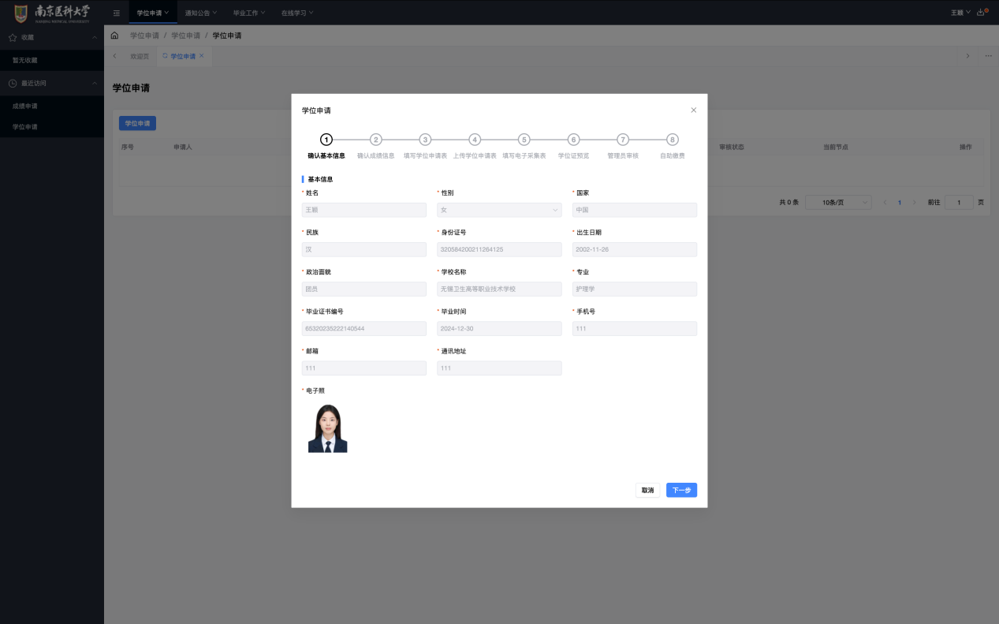 南京医科大学
NANJING MEDICAL UNIVERSITY
学位申请 通知公告 毕业工作 在线学习 王颖
收藏
暂无收藏
最近访问
成绩申请
学位申请
学位申请 / 学位申请 / 学位申请
欢迎页 学位申请
学位申请
学位申请
序号 申请人 审核状态 当前节点 操作
共 0 条 10条/页 1 前往 1 页
学位申请
1 2 3 4 5 6 7 8
确认基本信息 确认成绩信息 填写学位申请表 上传学位申请表 填写电子采集表 学位证预览 管理员审核 自助缴费
基本信息
* 姓名 * 性别 * 国家
王颖 女 中国
* 民族 * 身份证号 * 出生日期
汉 320584200211264125 2002-11-26
* 政治面貌 * 学校名称 * 专业
团员 无锡卫生高等职业技术学校 护理学
* 毕业证书编号 * 毕业时间 * 手机号
65320235222140544 2024-12-30 111
* 邮箱 * 通讯地址
111 111
* 电子照
取消 下一步